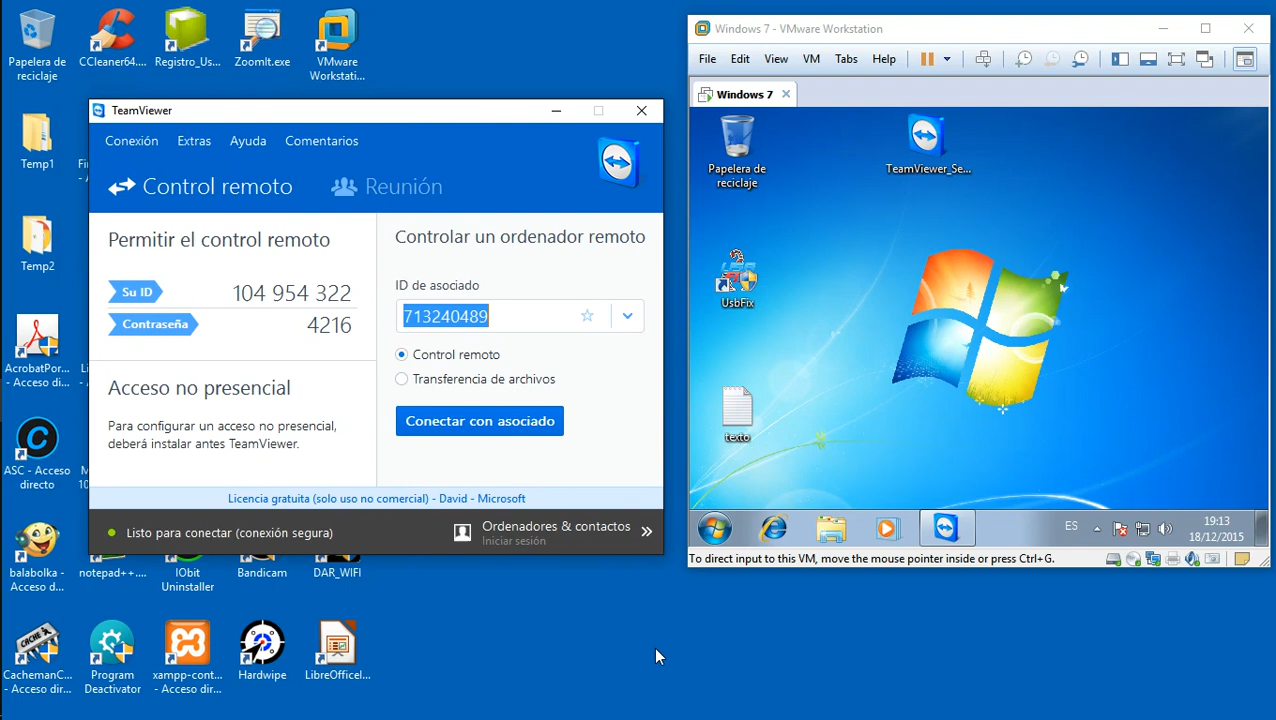 Papelera de
reciclaje
CCleaner64....
Registro_Us...
ZoomIt.exe
VMware
Workstati...
Temp1
Temp2
AcrobatPor...
- Acceso di...
ASC - Acceso
directo
balabolka -
Acceso d...
notepad++....
IObit
Uninstaller
Bandicam
DAR_WIFI
CachemanC...
- Acceso dir...
Program
Deactivator
xampp-cont...
- Acceso dir...
Hardwipe
LibreOfficeI...
TeamViewer
Conexión Extras Ayuda Comentarios
Control remoto Reunión
Permitir el control remoto
Su ID 104 954 322
Contraseña 4216
Acceso no presencial
Para configurar un acceso no presencial,
deberá instalar antes TeamViewer.
Controlar un ordenador remoto
ID de asociado
713240489
Control remoto
Transferencia de archivos
Conectar con asociado
Licencia gratuita (solo uso no comercial) - David - Microsoft
Listo para conectar (conexión segura)
Ordenadores & contactos
Iniciar sesión
Windows 7 - VMware Workstation
File Edit View VM Tabs Help
Windows 7
Papelera de
reciclaje
TeamViewer_Se...
UsbFix
texto
ES
19:13
18/12/2015
To direct input to this VM, move the mouse pointer inside or press Ctrl+G.